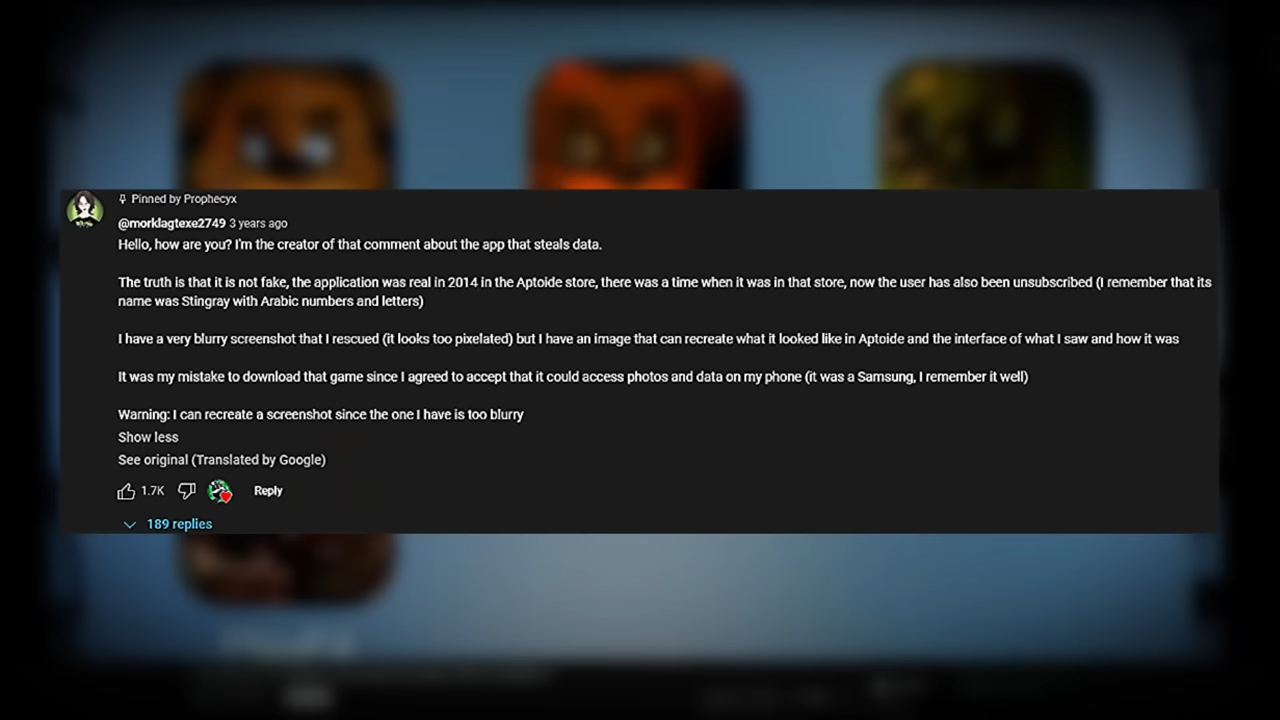 Pinned by Prophecyx
@morklagtexe2749 3 years ago
Hello, how are you? I'm the creator of that comment about the app that steals data.
The truth is that it is not fake, the application was real in 2014 in the Aptoide store, there was a time when it was in that store, now the user has also been unsubscribed (I remember that its
name was Stingray with Arabic numbers and letters)
I have a very blurry screenshot that I rescued (it looks too pixelated) but I have an image that can recreate what it looked like in Aptoide and the interface of what I saw and how it was
It was my mistake to download that game since I agreed to accept that it could access photos and data on my phone (it was a Samsung, I remember it well)
Warning: I can recreate a screenshot since the one I have is too blurry
Show less
See original (Translated by Google)
1.7K Reply
189 replies